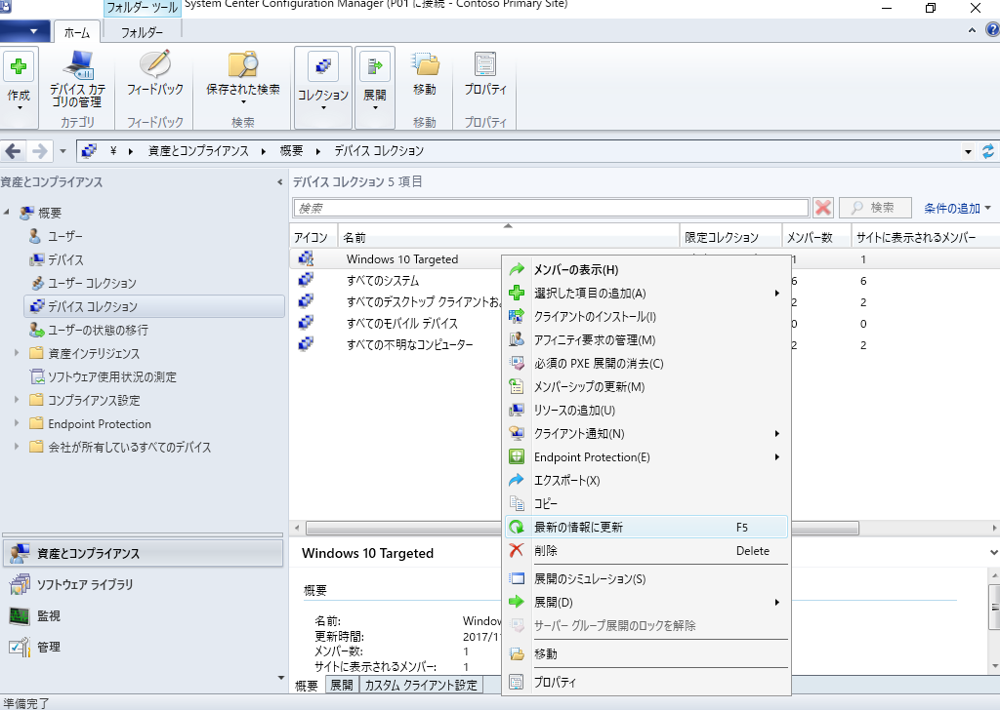 フォルダー ツール
System Center Configuration Manager (P01 に接続 - Contoso Primary Site)
ホーム
フォルダー
作成
デバイス カテゴリの管理
フィードバック
保存された検索
コレクション
展開
移動
プロパティ
カテゴリ
フィードバック
検索
移動
プロパティ
¥ 資産とコンプライアンス 概要 デバイス コレクション
資産とコンプライアンス
概要
ユーザー
デバイス
ユーザー コレクション
デバイス コレクション
ユーザーの状態の移行
資産インテリジェンス
ソフトウェア使用状況の測定
コンプライアンス設定
Endpoint Protection
会社が所有しているすべてのデバイス
資産とコンプライアンス
ソフトウェア ライブラリ
監視
管理
準備完了
デバイス コレクション 5 項目
検索
検索
条件の追加
アイコン 名前 限定コレクション メンバー数 サイトに表示されるメンバー
Windows 10 Targeted 1 1
すべてのシステム 6 6
すべてのデスクトップ クライアントお 2 2
すべてのモバイル デバイス 0 0
すべての不明なコンピューター 2 2
メンバーの表示(H)
選択した項目の追加(A)
クライアントのインストール(I)
アフィニティ要求の管理(M)
必須の PXE 展開の消去(C)
メンバーシップの更新(M)
リソースの追加(U)
クライアント通知(N)
Endpoint Protection(E)
エクスポート(X)
コピー
最新の情報に更新 F5
削除 Delete
展開のシミュレーション(S)
展開(D)
サーバー グループ展開のロックを解除
移動
プロパティ
Windows 10 Targeted
概要
名前: Window
更新時間: 2017/1
メンバー数: 1
サイトに表示されるメンバー: 1
概要 展開 カスタム クライアント設定